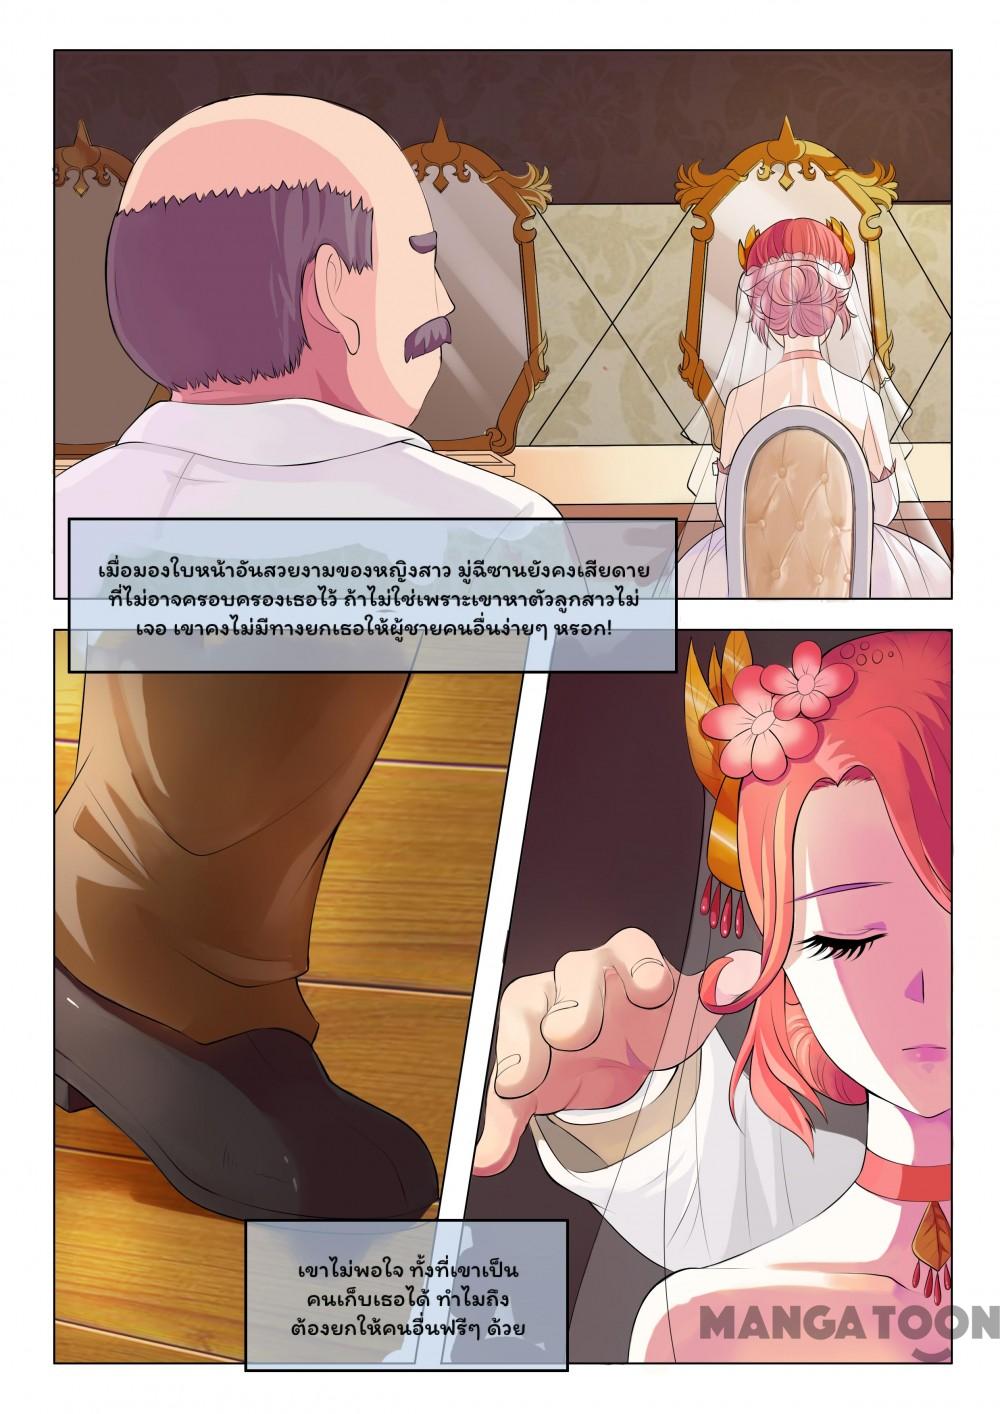 เมื่อมองใบหน้าอันสวยงามของหญิงสาว มู่ฉีซานยังคงเสียดาย
ที่ไม่อาจครอบครองเธอไว้ ถ้าไม่ใช่เพราะเขาหาตัวลูกสาวไม่
เจอ เขาคงไม่มีทางยกเธอให้ผู้ชายคนอื่นง่ายๆ หรอก!
เขาไม่พอใจ ทั้งที่เขาเป็น
คนเก็บเธอได้ ทำไมถึง
ต้องยกให้คนอื่นฟรีๆ ด้วย
MANGATOON